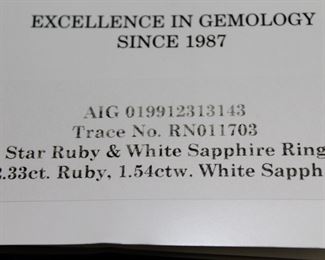 EXCELLENCE IN GEMOLOGY
SINCE 1987
AIG 019912313143
Trace No. RN011703
Star Ruby & White Sapphire Ring
.33ct. Ruby, 1.54ctw. White Sapph